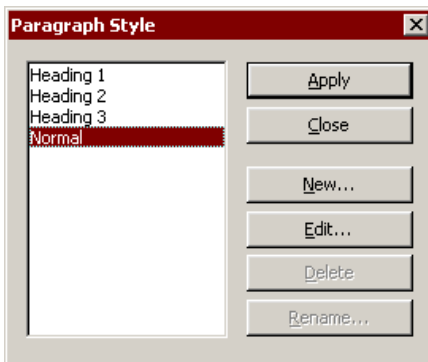 Paragraph Style
Heading 1
Heading 2
Heading 3
Normal
Apply
Close
New...
Edit...
Delete
Rename...